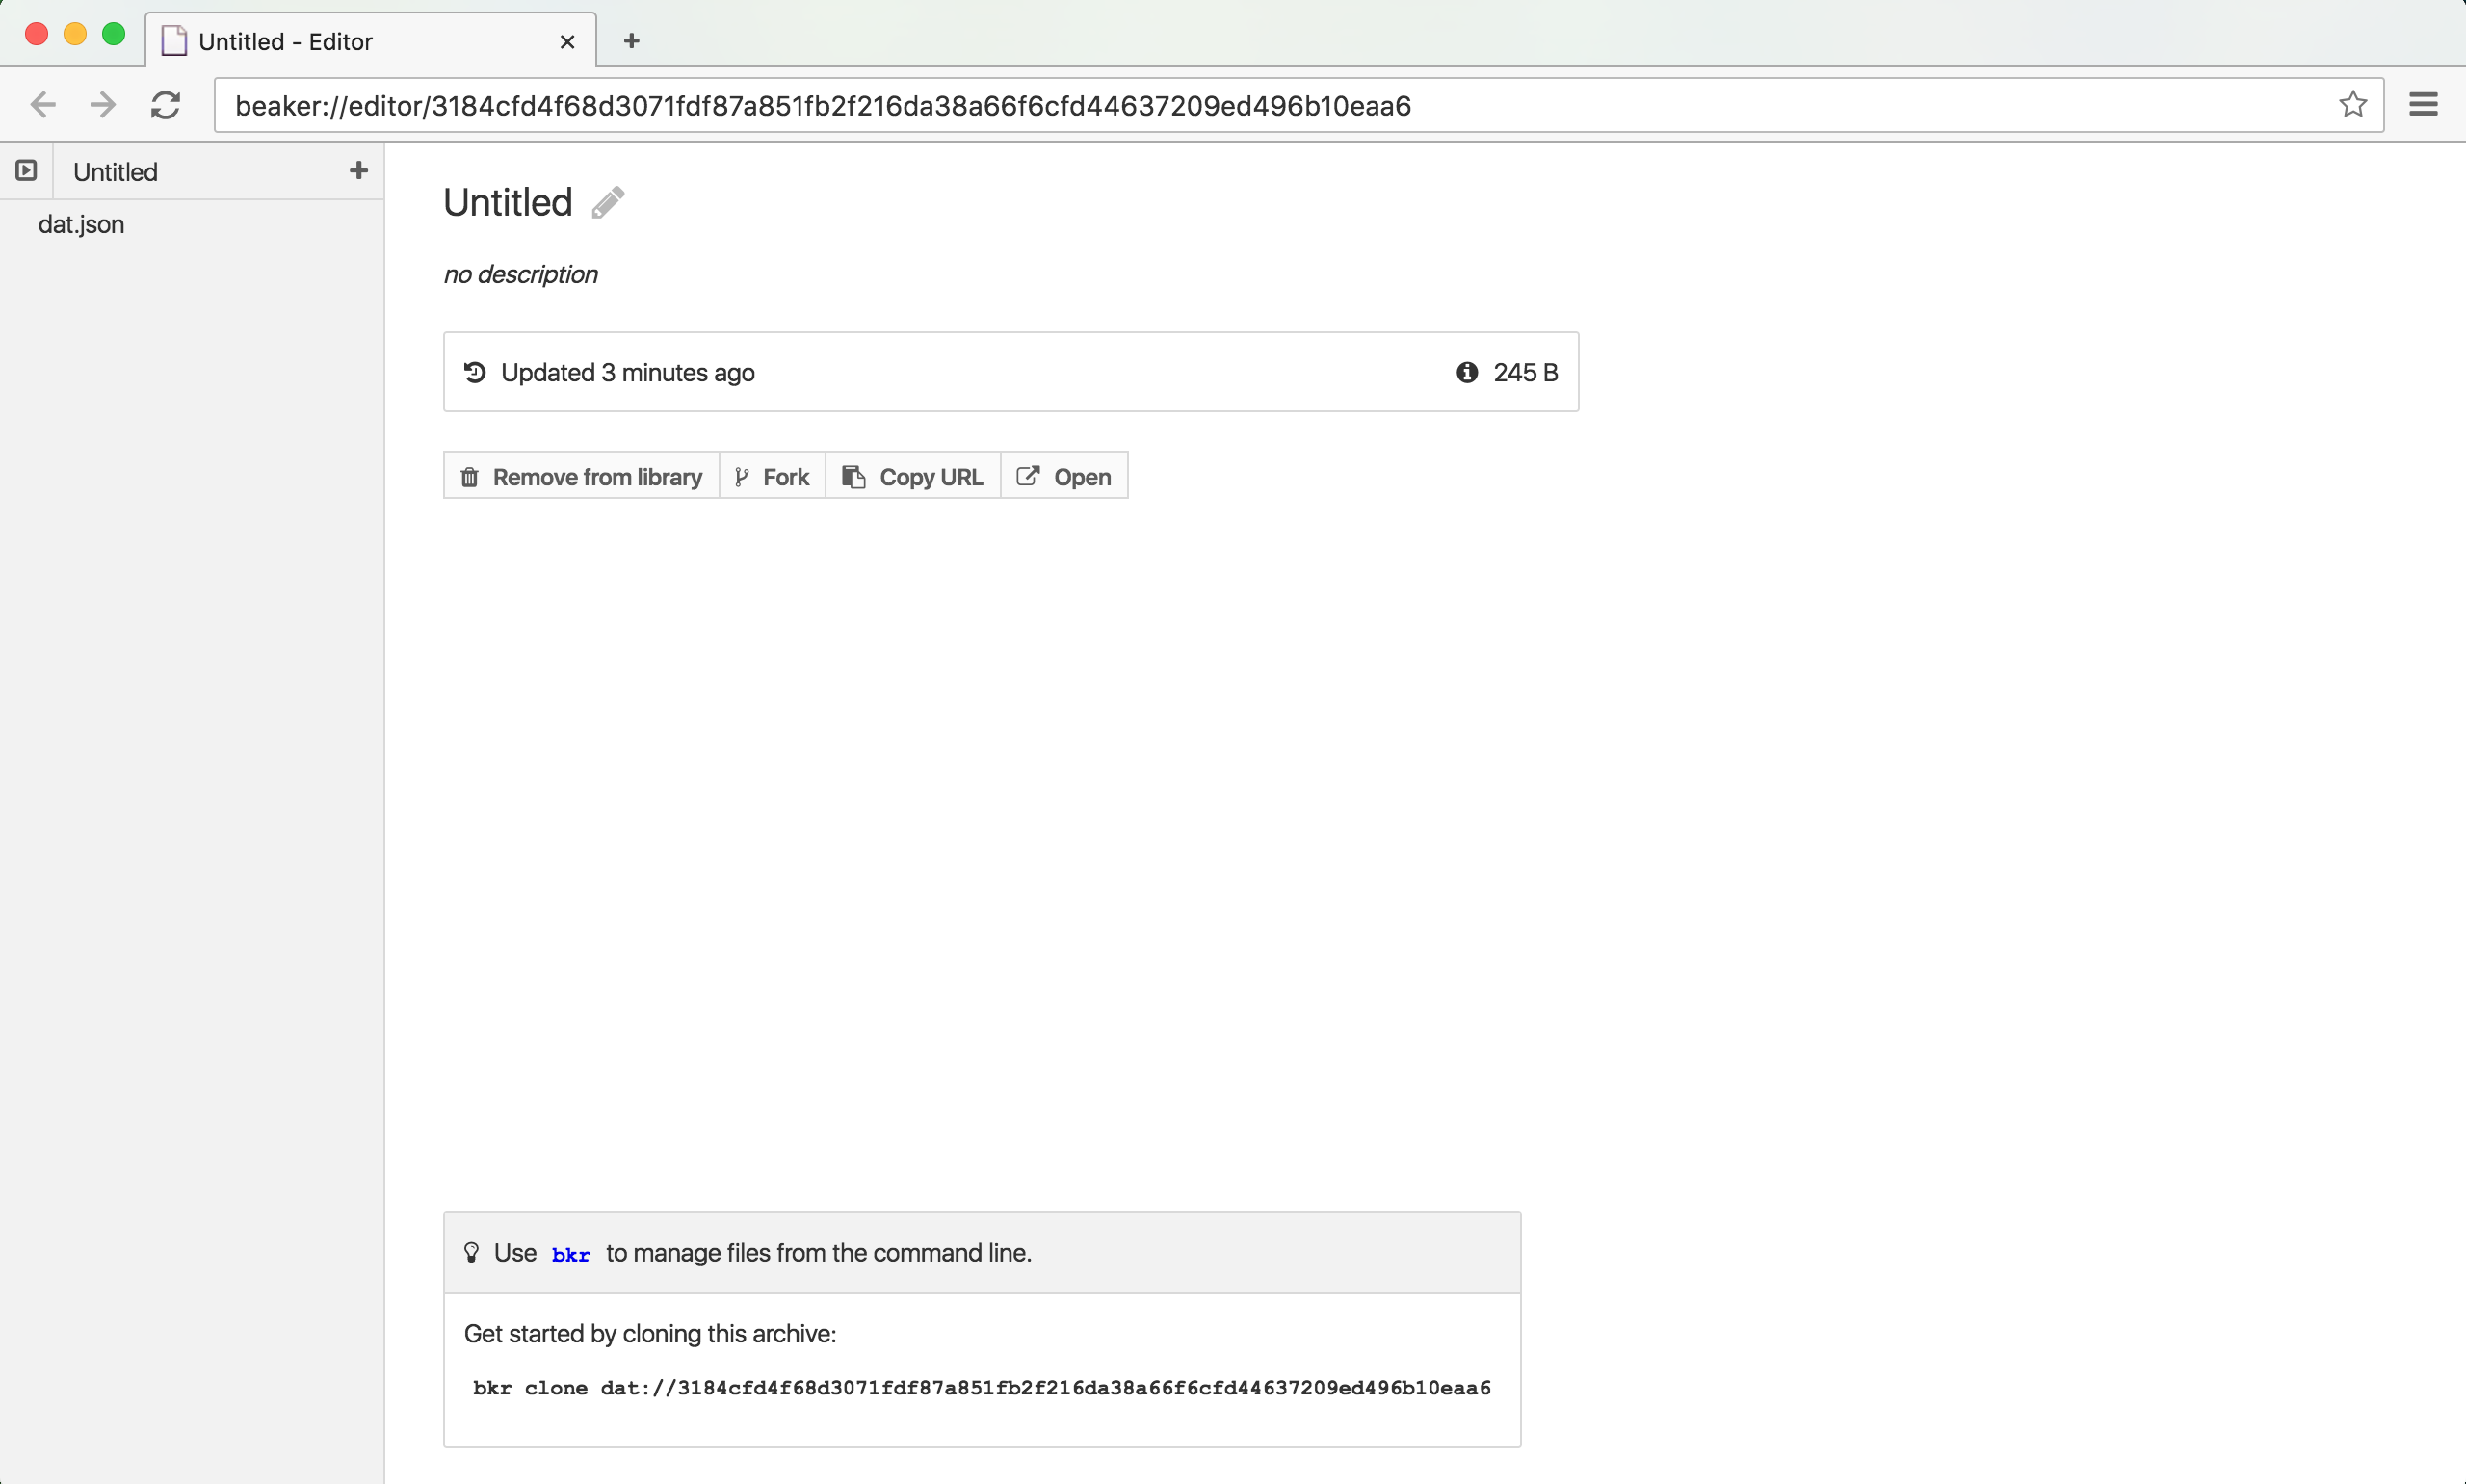 Untitled - Editor
beaker://editor/3184cfd4f68d3071fdf87a851fb2f216da38a66f6cfd44637209ed496b10eaa6
Untitled
dat.json
Untitled
no description
Updated 3 minutes ago
245 B
Remove from library
Fork
Copy URL
Open
Use bkr to manage files from the command line.
Get started by cloning this archive:
bkr clone dat://3184cfd4f68d3071fdf87a851fb2f216da38a66f6cfd44637209ed496b10eaa6